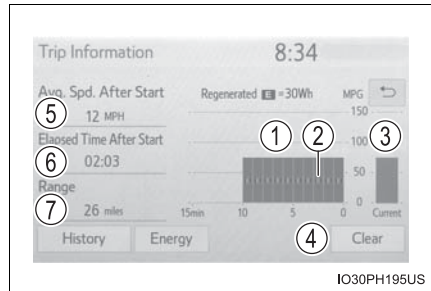 Trip Information 8:34
Avg. Spd. After Start Regenerated E =30Wh MPG
5 12 MPH 150
1 2 3
Elapsed Time After Start 100
6 02:03
Range 50
7 26 miles 15min 10 5 0 0 Current
History Energy 4 Clear
IO30PH195US